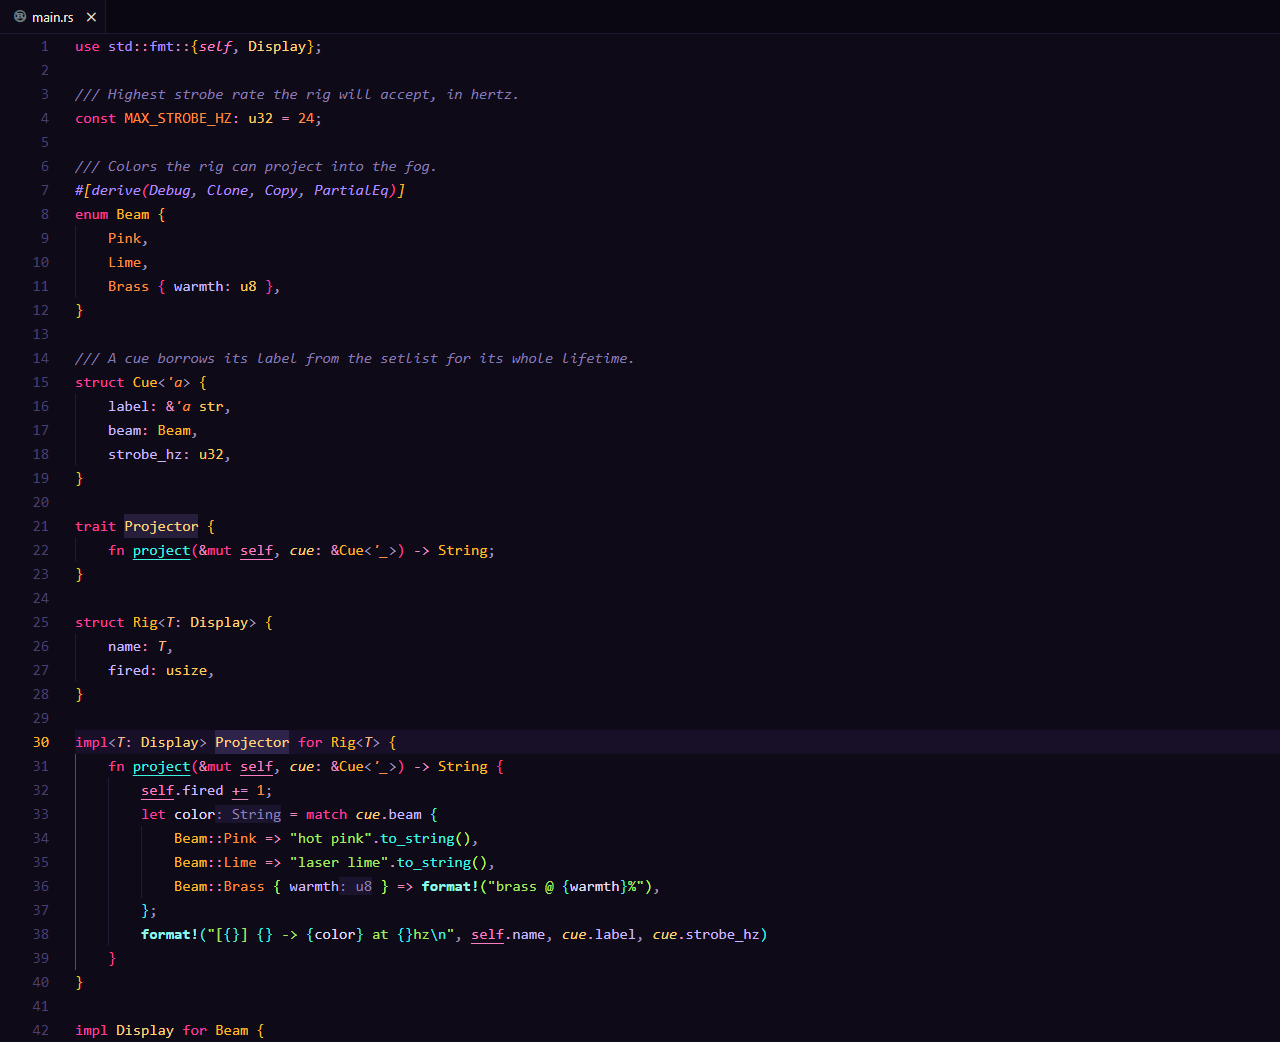 main.rs ×
1 use std::fmt::{self, Display};
2
3 /// Highest strobe rate the rig will accept, in hertz.
4 const MAX_STROBE_HZ: u32 = 24;
5
6 /// Colors the rig can project into the fog.
7 #[derive(Debug, Clone, Copy, PartialEq)]
8 enum Beam {
9     Pink,
10     Lime,
11     Brass { warmth: u8 },
12 }
13
14 /// A cue borrows its label from the setlist for its whole lifetime.
15 struct Cue<'a> {
16     label: &'a str,
17     beam: Beam,
18     strobe_hz: u32,
19 }
20
21 trait Projector {
22     fn project(&mut self, cue: &Cue<'_>) -> String;
23 }
24
25 struct Rig<T: Display> {
26     name: T,
27     fired: usize,
28 }
29
30 impl<T: Display> Projector for Rig<T> {
31     fn project(&mut self, cue: &Cue<'_>) -> String {
32         self.fired += 1;
33         let color: String = match cue.beam {
34             Beam::Pink => "hot pink".to_string(),
35             Beam::Lime => "laser lime".to_string(),
36             Beam::Brass { warmth: u8 } => format!("brass @ {warmth}%"),
37         };
38         format!("[{}] {} -> {color} at {}hz\n", self.name, cue.label, cue.strobe_hz)
39     }
40 }
41
42 impl Display for Beam {